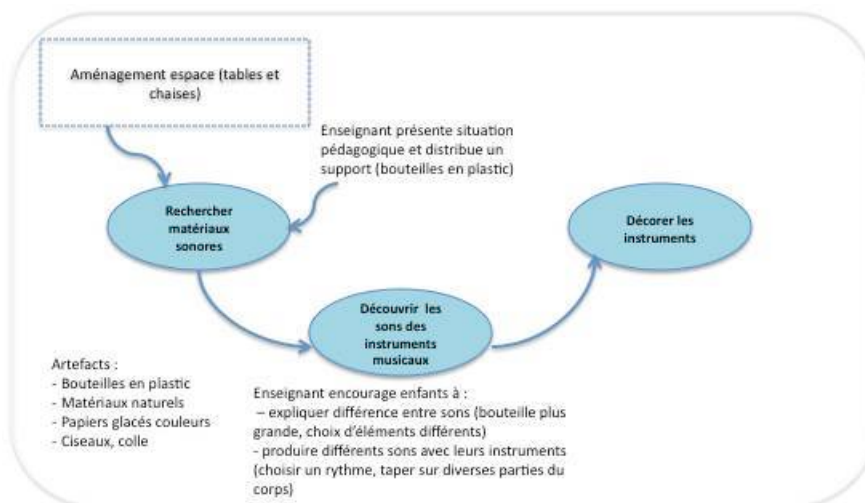 Aménagement espace (tables et
chaises)
Enseignant présente situation
pédagogique et distribue un
support (bouteilles en plastic)
Rechercher
matériaux
sonores
Décorer les
instruments
Découvrir les
sons des
instruments
musicaux
Artefacts :
- Bouteilles en plastic
- Matériaux naturels
- Papiers glacés couleurs
- Ciseaux, colle
Enseignant encourage enfants à :
– expliquer différence entre sons (bouteille plus
grande, choix d'éléments différents)
- produire différents sons avec leurs instruments
(choisir un rythme, taper sur diverses parties du
corps)